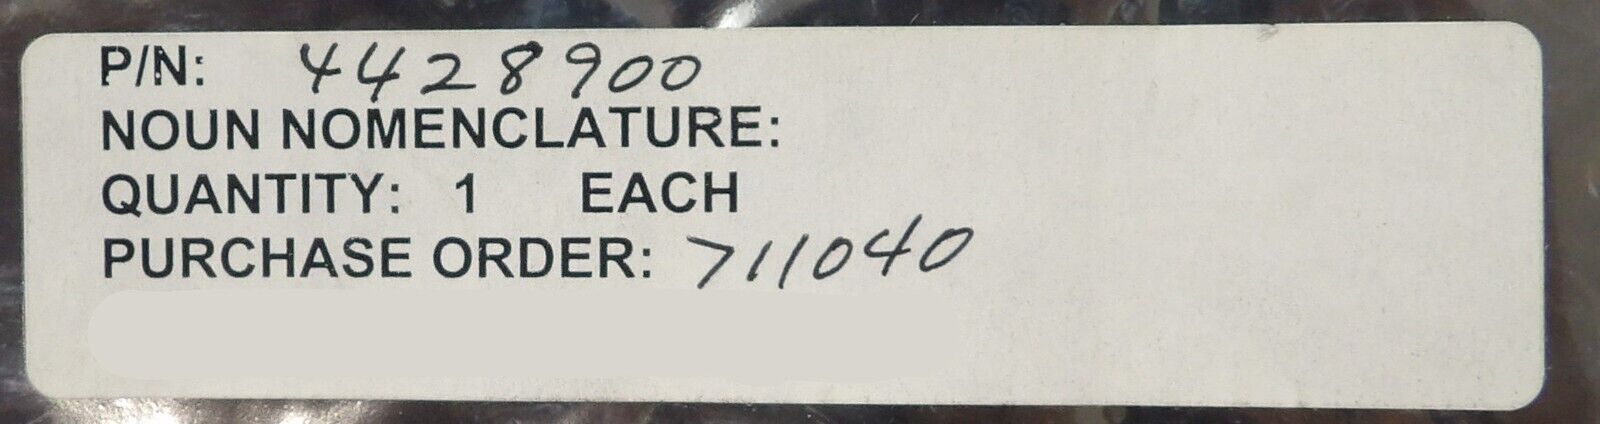 P/N: 4428900
NOUN NOMENCLATURE:
QUANTITY: 1 EACH
PURCHASE ORDER: 711040